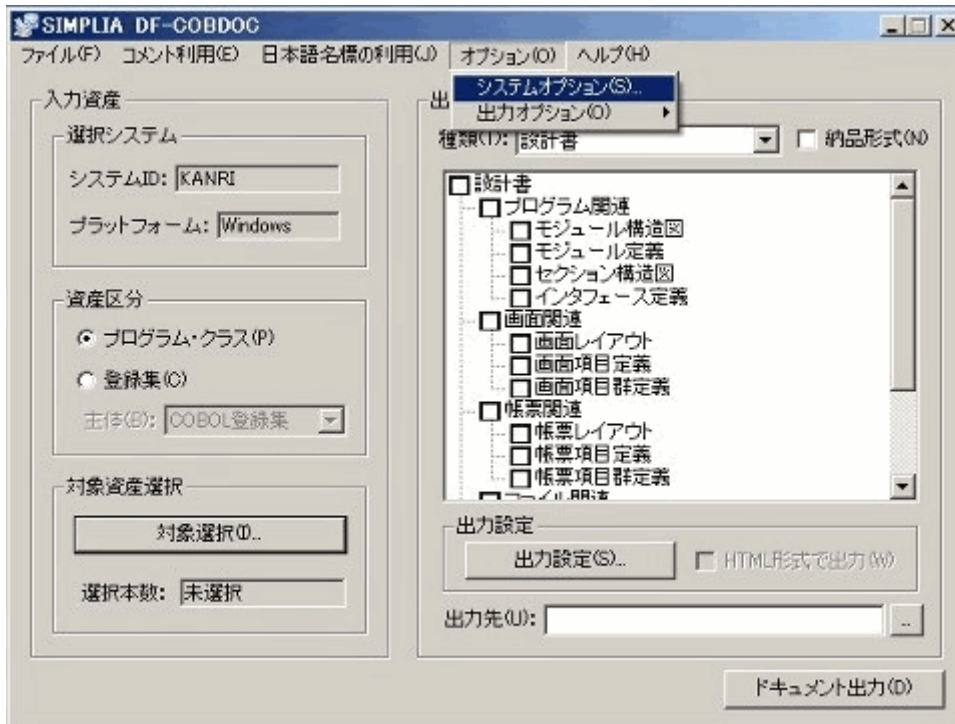 SIMPLIA DF-COBDOC
ファイル(F) コメント利用(E) 日本語名標の利用(J) オプション(O) ヘルプ(H)
システムオプション(S)...
出力オプション(O)
入力資産
選択システム
システムID: KANRI
プラットフォーム: Windows
資産区分
プログラム・クラス(P)
登録集(C)
主体(B): COBOL登録集
対象資産選択
対象選択(I)...
選択本数: 未選択
出
種類(T): 設計書
納品形式(N)
設計書
プログラム関連
モジュール構造図
モジュール定義
セクション構造図
インタフェース定義
画面関連
画面レイアウト
画面項目定義
画面項目群定義
帳票関連
帳票レイアウト
帳票項目定義
帳票項目群定義
ファイル関連
出力設定
出力設定(S)...
HTML形式で出力(W)
出力先(U):
..
ドキュメント出力(D)